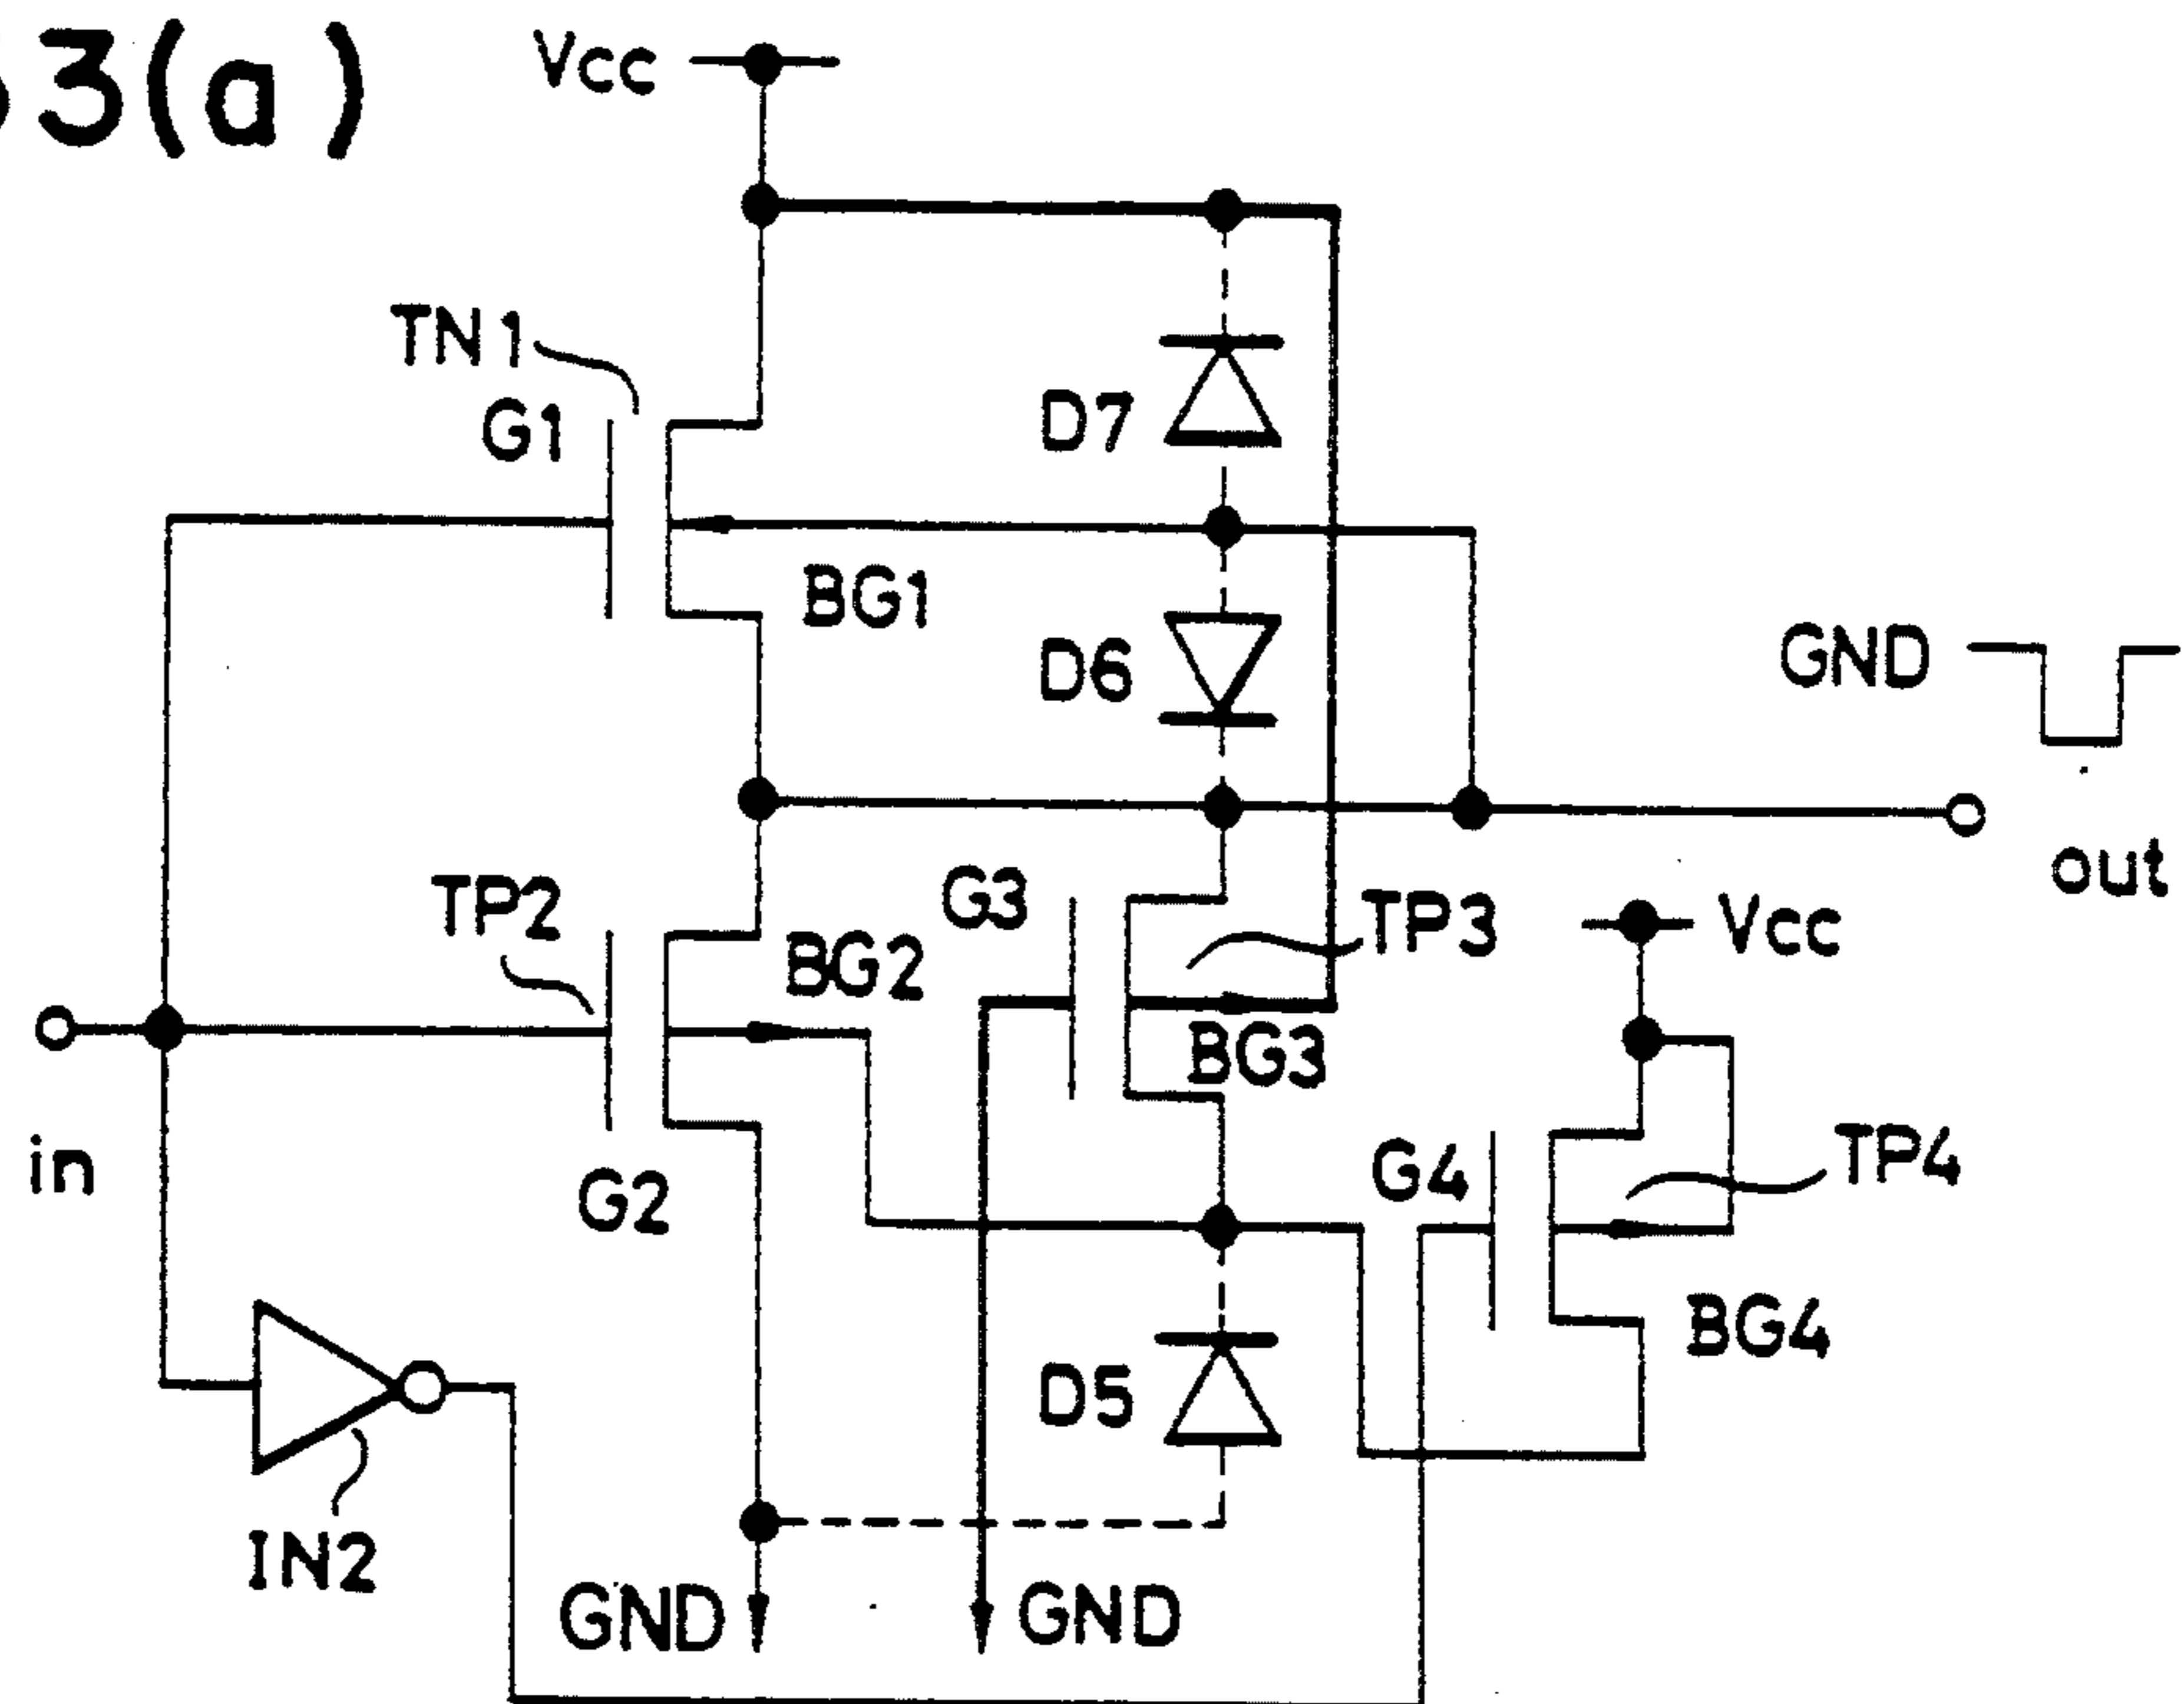 3(a)
Vcc
TN1
G1
D7
BG1
D6
GND
out
TP2
BG2
G3
TP3
Vcc
BG3
in
G2
G4
TP4
BG4
D5
IN2
GND
GND